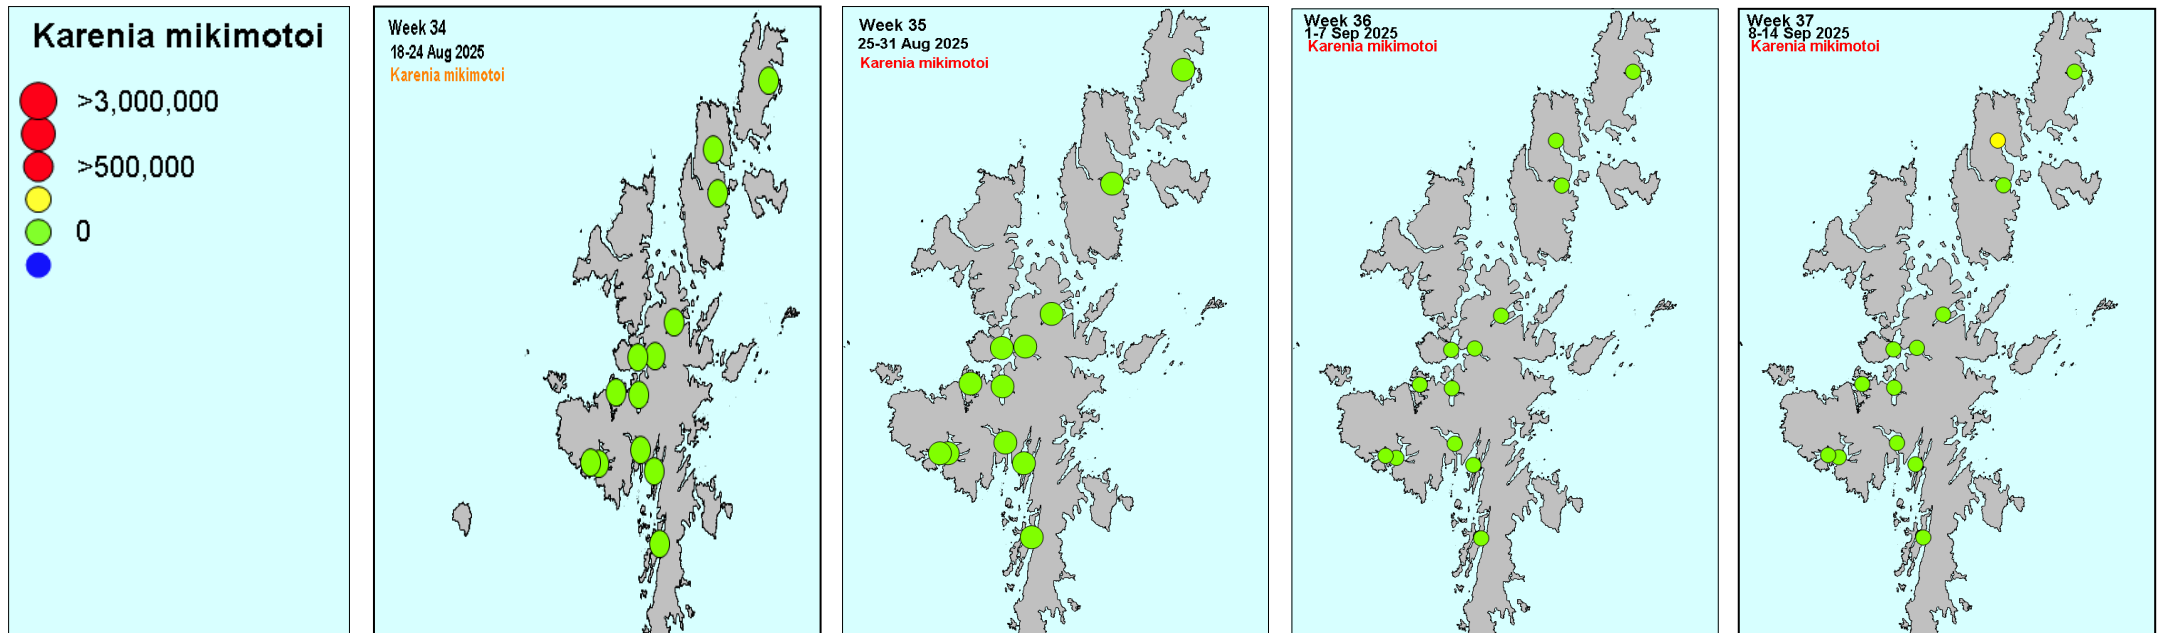 Karenia mikimotoi
>3,000,000
>500,000
0
Week 34
18-24 Aug 2025
Karenia mikimotoi
Week 35
25-31 Aug 2025
Karenia mikimotoi
Week 36
1-7 Sep 2025
Karenia mikimotoi
Week 37
8-14 Sep 2025
Karenia mikimotoi